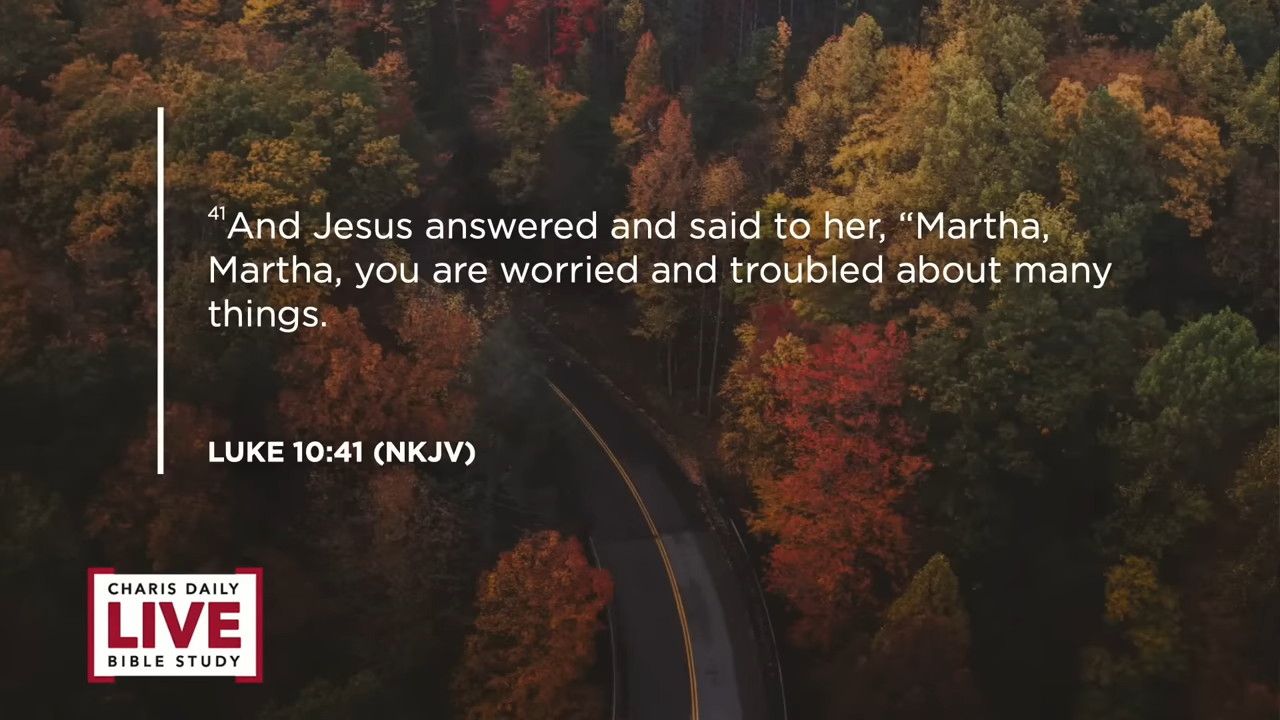 41And Jesus answered and said to her, “Martha,
Martha, you are worried and troubled about many
things.
LUKE 10:41 (NKJV)
CHARIS DAILY
LIVE
BIBLE STUDY